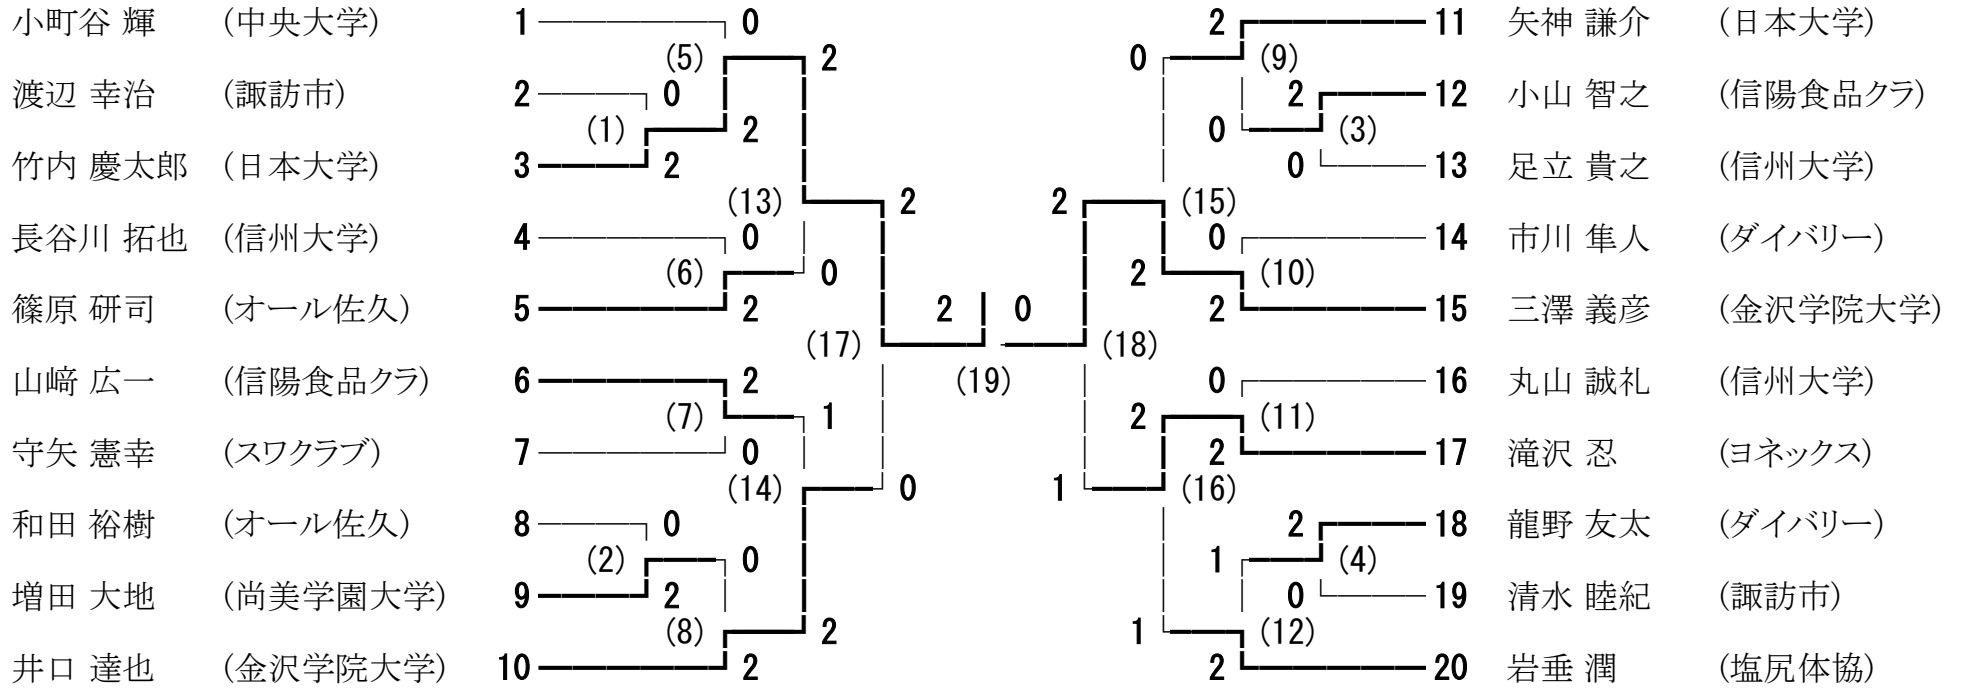 小町谷 輝 (中央大学) 1 0 2 11 矢神 謙介 (日本大学)
(5) 2 0 (9)
渡辺 幸治 (諏訪市) 2 0 2 12 小山 智之 (信陽食品クラ)
(1) 2 0 (3)
竹内 慶太郎 (日本大学) 3 2 0 13 足立 貴之 (信州大学)
(13) 2 2 (15)
長谷川 拓也 (信州大学) 4 0 0 14 市川 隼人 (ダイバリー)
(6) 0 2 (10)
篠原 研司 (オール佐久) 5 2 2 0 2 15 三澤 義彦 (金沢学院大学)
(17) (18)
山﨑 広一 (信陽食品クラ) 6 2 (19) 0 16 丸山 誠礼 (信州大学)
(7) 1 2 (11)
守矢 憲幸 (スワクラブ) 7 0 2 17 滝沢 忍 (ヨネックス)
(14) 0 1 (16)
和田 裕樹 (オール佐久) 8 0 2 18 龍野 友太 (ダイバリー)
(2) 0 1 (4)
増田 大地 (尚美学園大学) 9 2 0 19 清水 睦紀 (諏訪市)
(8) 2 1 (12)
井口 達也 (金沢学院大学) 10 2 2 20 岩垂 潤 (塩尻体協)